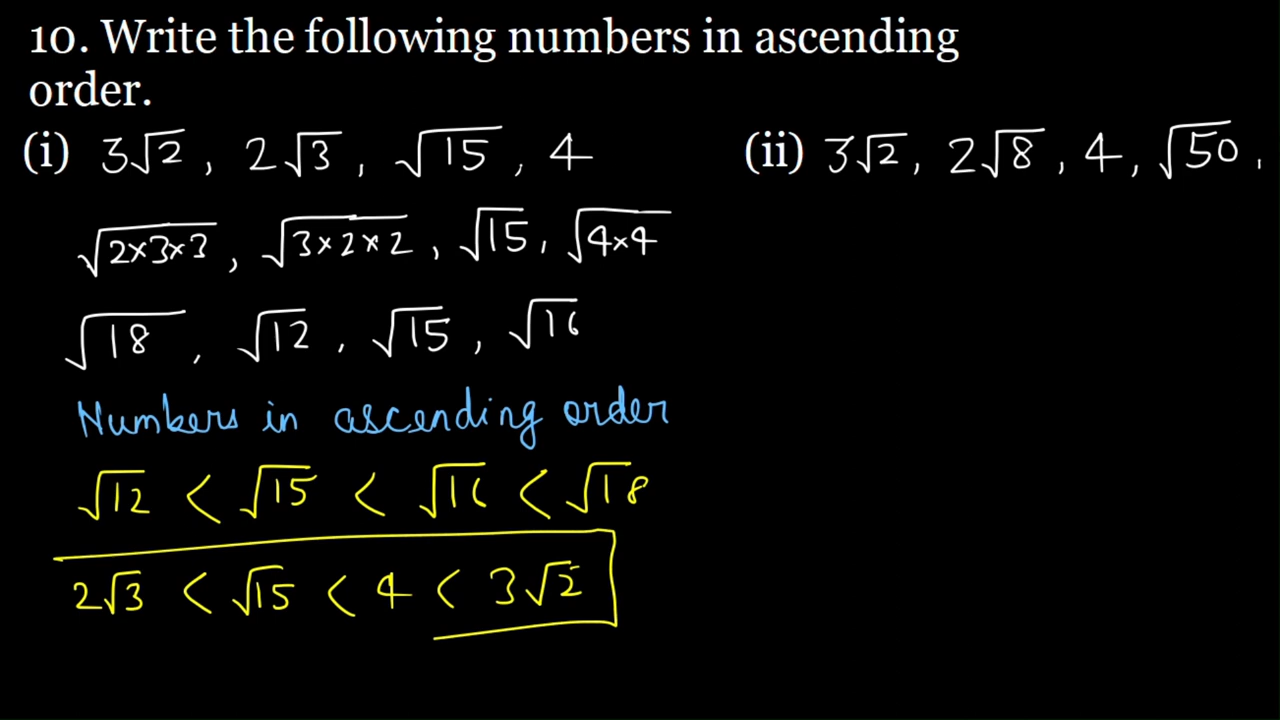 10. Write the following numbers in ascending
order.
(i) 3√2, 2√3, √15, 4
(ii) 3√2, 2√8, 4, √50,
√2×3×3, √3×2×2, √15, √4×4
√18, √12, √15, √16
Numbers in ascending order
√12 < √15 < √16 < √18
2√3 < √15 < 4 < 3√2